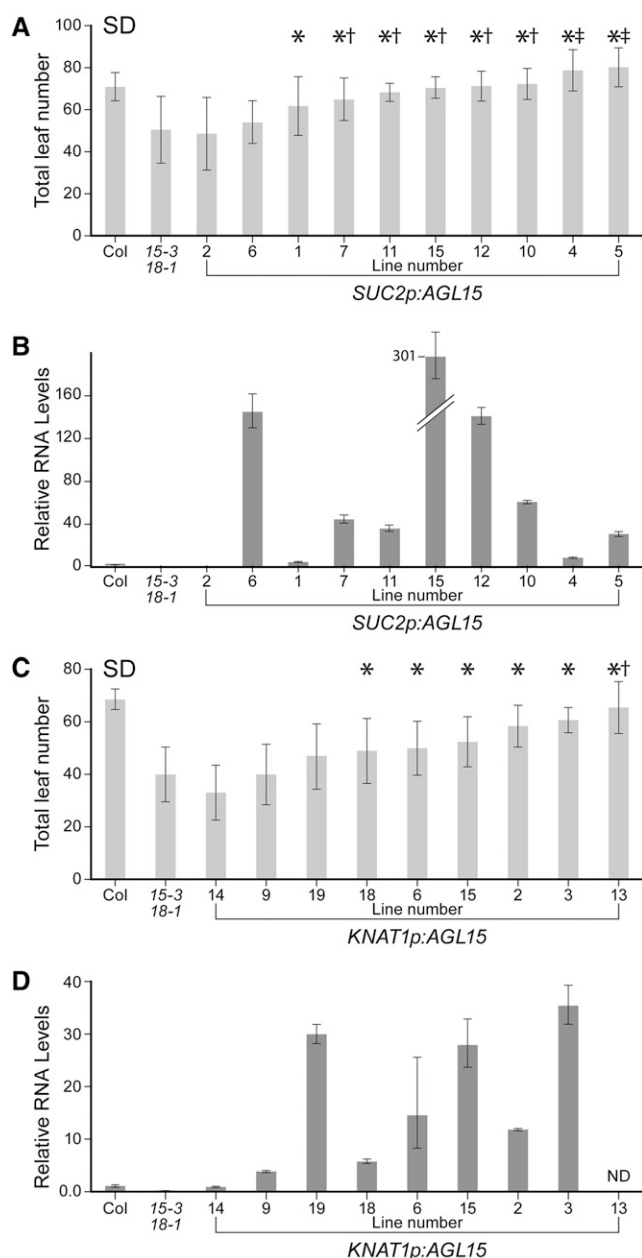 A SD
* *† *† *† *† *† *‡ *‡
Total leaf number
100
80
60
40
20
0
Col 15-3 2 6 1 7 11 15 12 10 4 5
18-1 Line number
SUC2p:AGL15
B
Relative RNA Levels
301
160
120
80
40
0
Col 15-3 2 6 1 7 11 15 12 10 4 5
18-1 Line number
SUC2p:AGL15
C SD
* * * * * *†
Total leaf number
80
60
40
20
0
Col 15-3 14 9 19 18 6 15 2 3 13
18-1 Line number
KNAT1p:AGL15
D
Relative RNA Levels
40
30
20
10
0.0
ND
Col 15-3 14 9 19 18 6 15 2 3 13
18-1 Line number
KNAT1p:AGL15